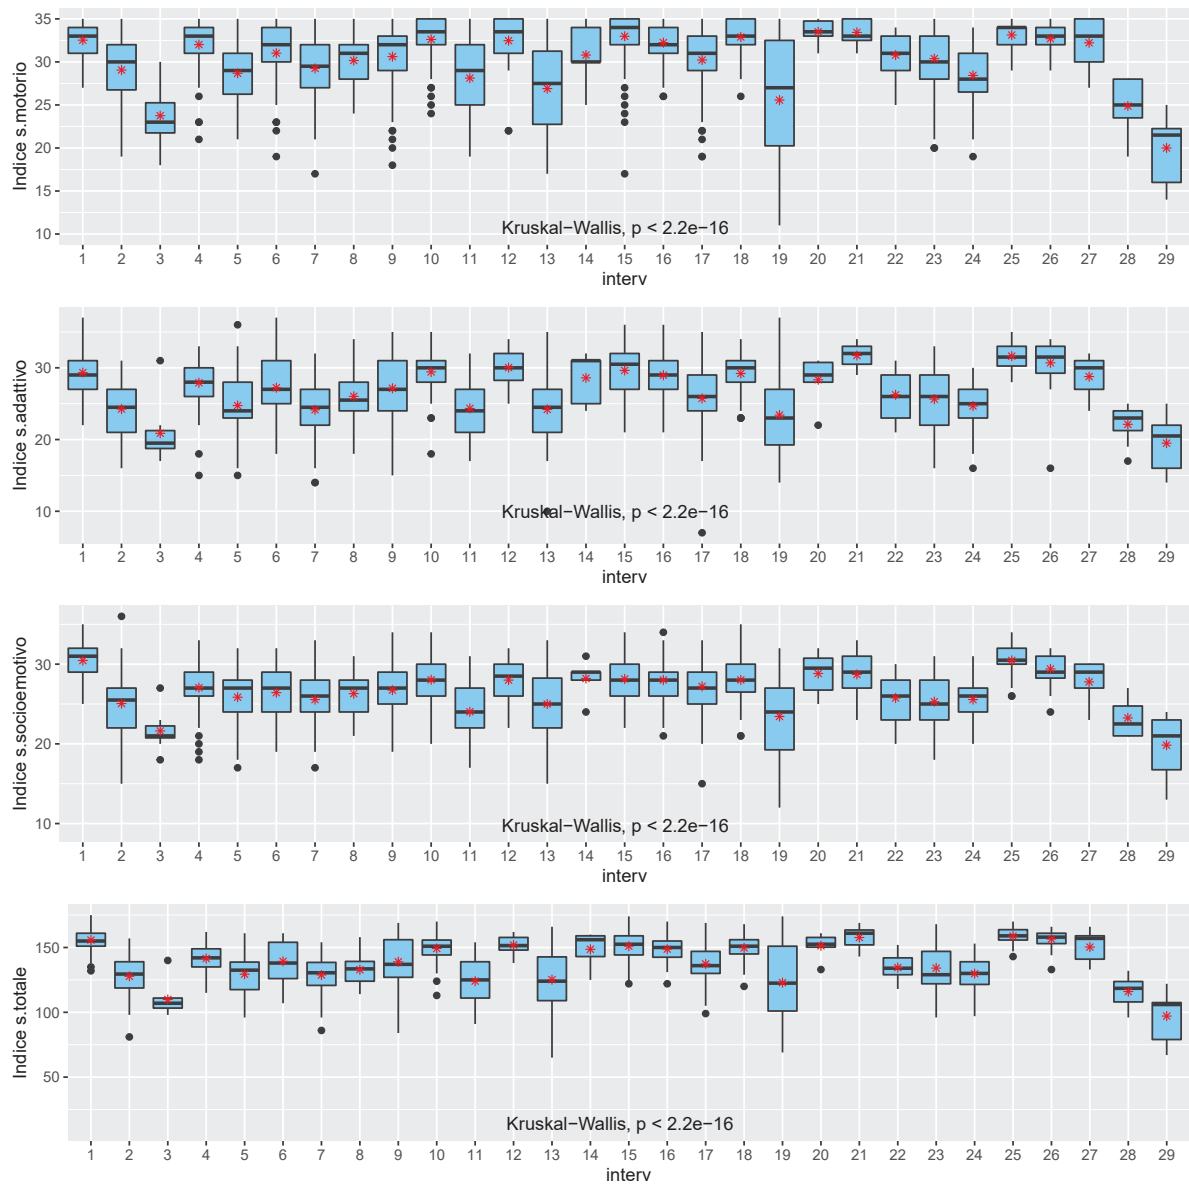 Indice s.motorio
35
30
25
20
15
10
Kruskal−Wallis, p < 2.2e−16
1 2 3 4 5 6 7 8 9 10 11 12 13 14 15 16 17 18 19 20 21 22 23 24 25 26 27 28 29
interv
Indice s.adattivo
30
20
10
Kruskal−Wallis, p < 2.2e−16
1 2 3 4 5 6 7 8 9 10 11 12 13 14 15 16 17 18 19 20 21 22 23 24 25 26 27 28 29
interv
Indice s.socioemotivo
30
20
10
Kruskal−Wallis, p < 2.2e−16
1 2 3 4 5 6 7 8 9 10 11 12 13 14 15 16 17 18 19 20 21 22 23 24 25 26 27 28 29
interv
Indice s.totale
150
100
50
Kruskal−Wallis, p < 2.2e−16
1 2 3 4 5 6 7 8 9 10 11 12 13 14 15 16 17 18 19 20 21 22 23 24 25 26 27 28 29
interv